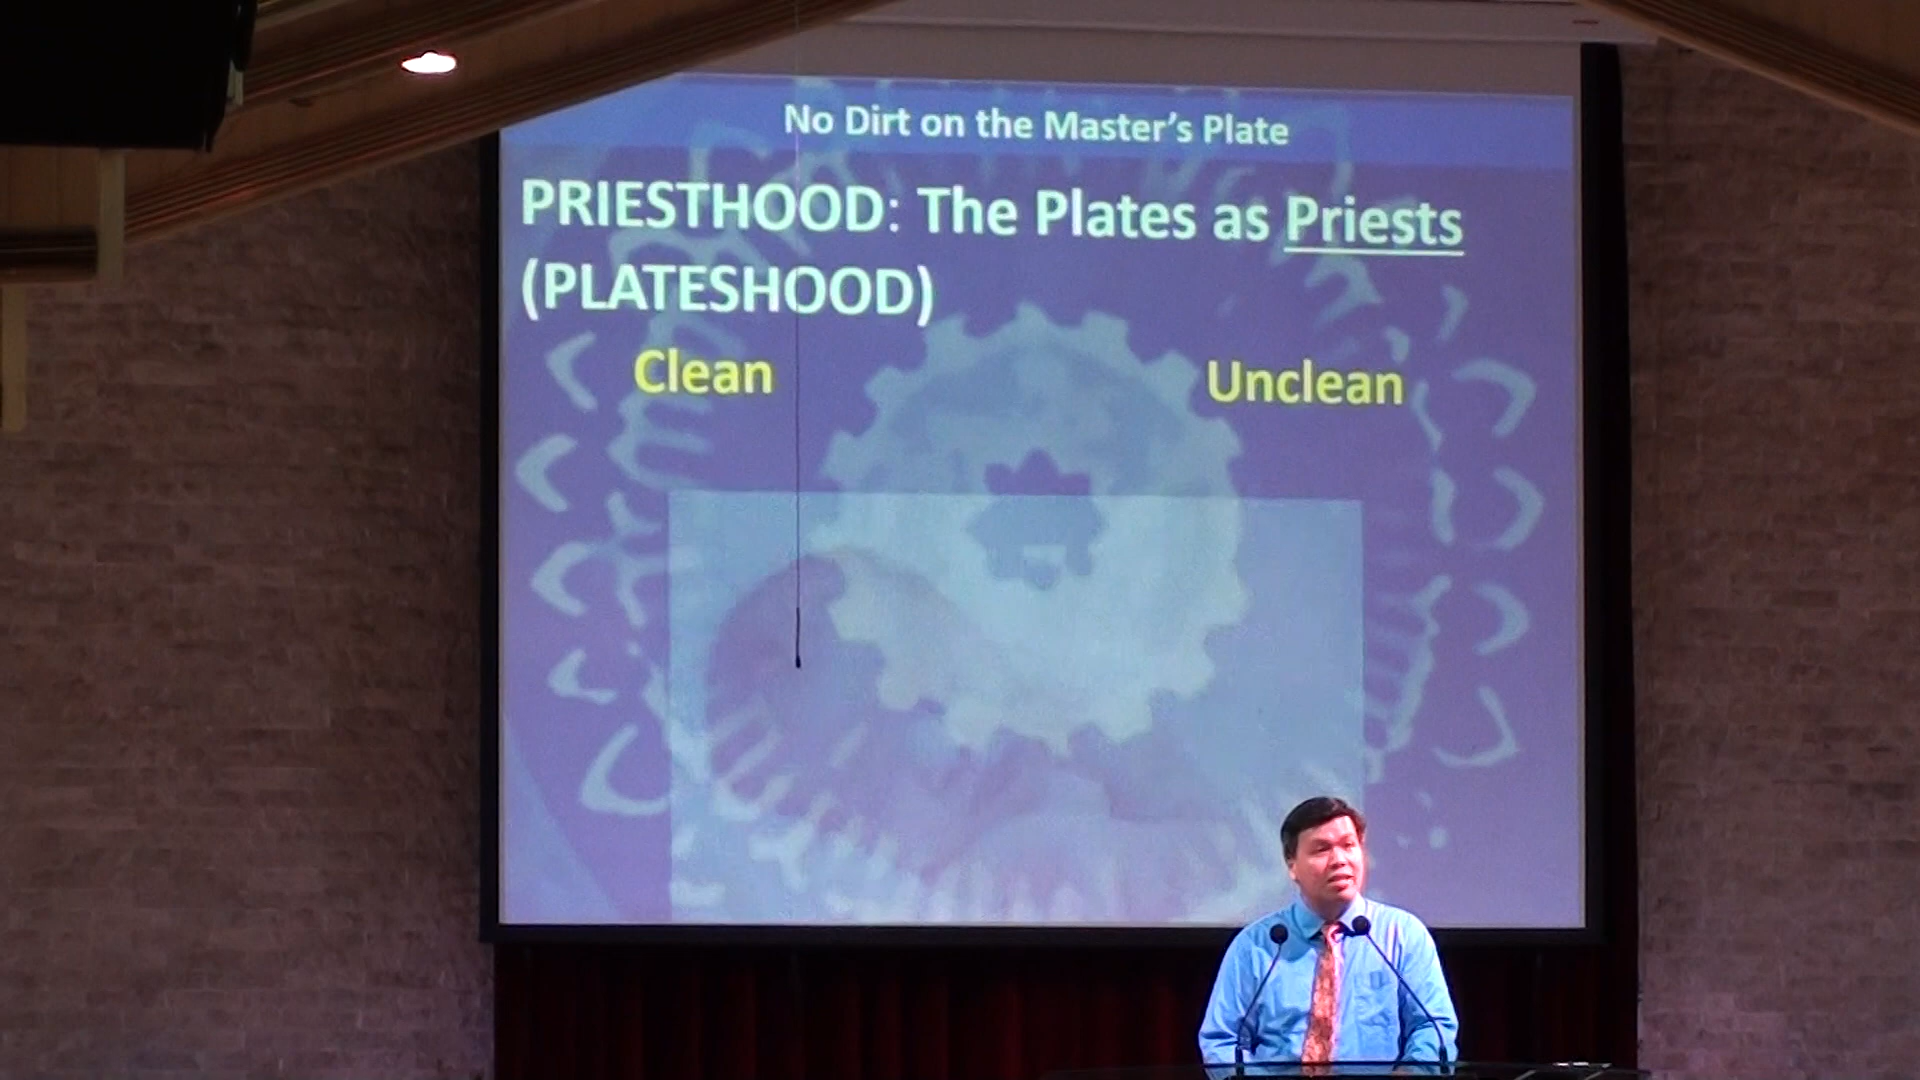 No Dirt on the Master's Plate
PRIESTHOOD: The Plates as Priests
(PLATESHOOD)
Clean
Unclean